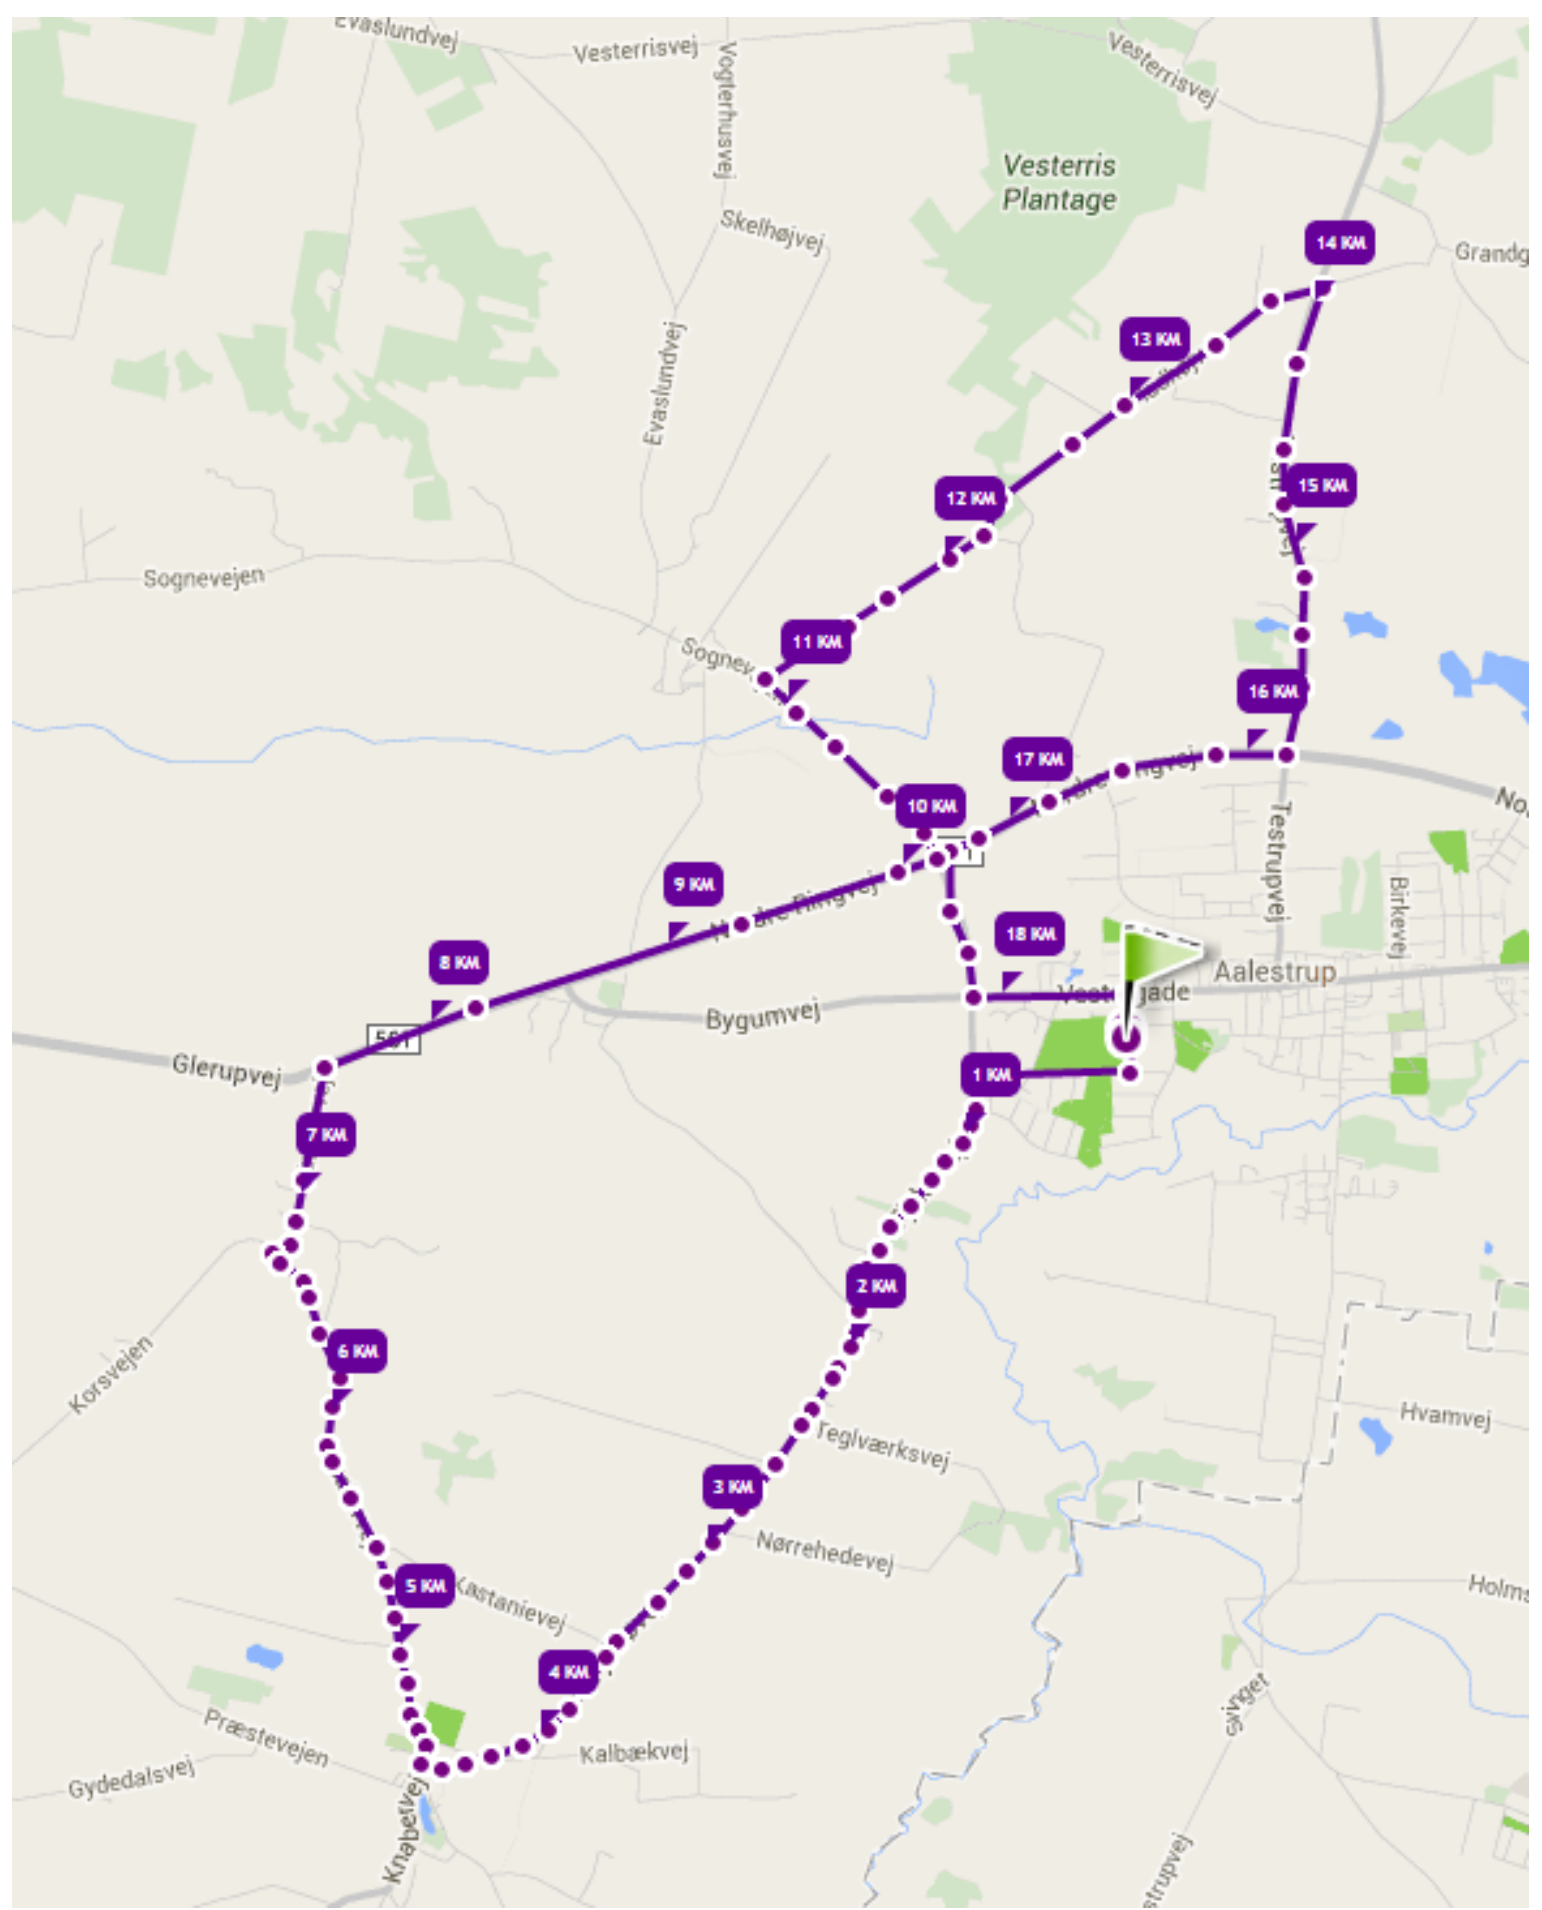 Evaslundvej
Vesterrisvej
Vogterhusvej
Vesterrisvej
Vesterris
Plantage
Skelhøjvej
14 KM
Grandg
13 KM
Evaslundvej
12 KM
15 KM
Sognevejen
11 KM
16 KM
17 KM
10 KM
Testrupvej
Birkevej
9 KM
18 KM
8 KM
Aalestrup
Bygumvej
Glerupvej
1 KM
7 KM
2 KM
6 KM
Korsvejen
Hvamvej
Teglværksvej
3 KM
Nørrehedevej
5 KM
Kastanievej
Holms
4 KM
Præstevejen
Kalbækvej
Gydedalsvej
Knabervej
strupvej